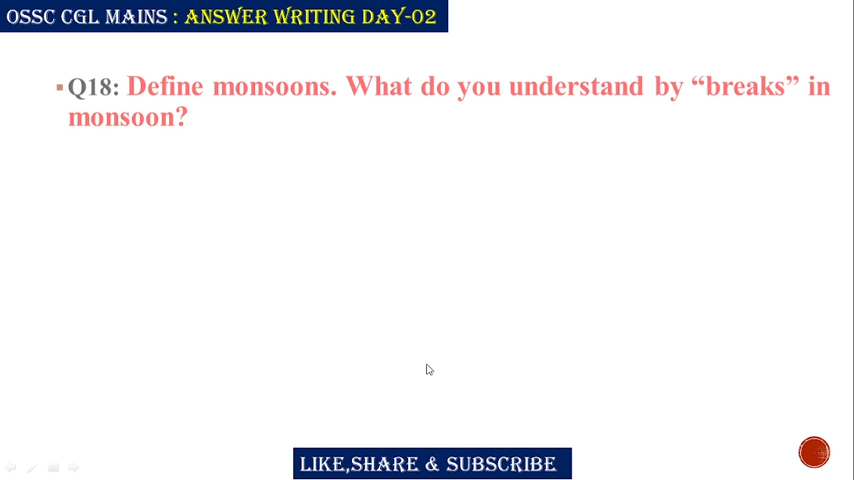 OSSC CGL MAINS : ANSWER WRITING DAY-02
Q18: Define monsoons. What do you understand by “breaks” in
monsoon?
LIKE,SHARE & SUBSCRIBE